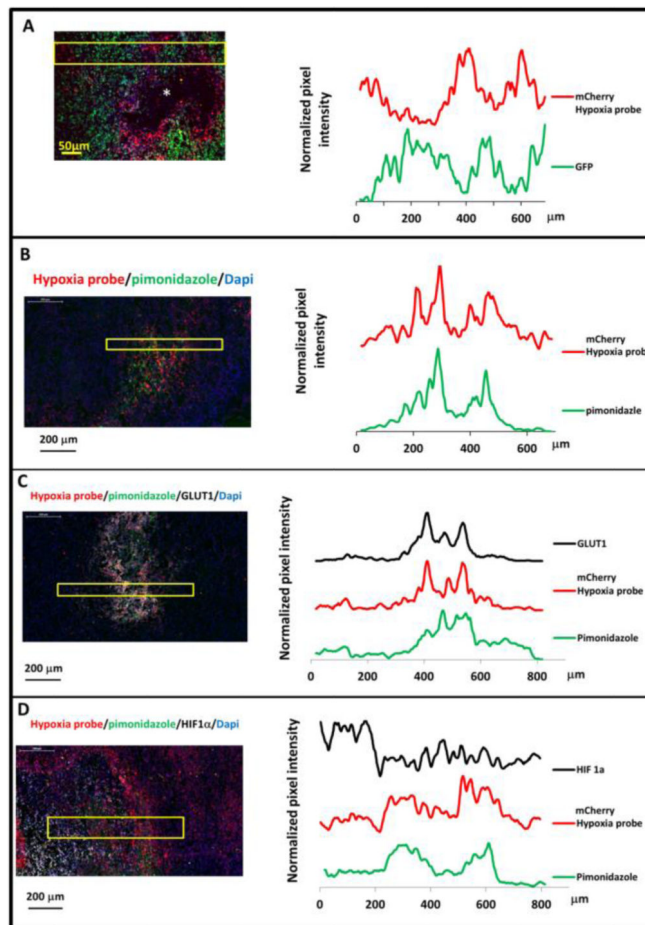 A
*
50μm
Normalized pixel
intensity
mCherry
Hypoxia probe
GFP
0 200 400 600 μm
B
Hypoxia probe/pimonidazole/Dapi
200 μm
Normalized pixel
intensity
mCherry
Hypoxia probe
pimonidazle
0 200 400 600 μm
C
Hypoxia probe/pimonidazole/GLUT1/Dapi
200 μm
Normalized pixel intensity
GLUT1
mCherry
Hypoxia probe
Pimonidazole
0 200 400 600 800 μm
D
Hypoxia probe/pimonidazole/HIF1α/Dapi
200 μm
Normalized pixel intensity
HIF 1a
mCherry
Hypoxia probe
Pimonidazole
0 200 400 600 800 μm